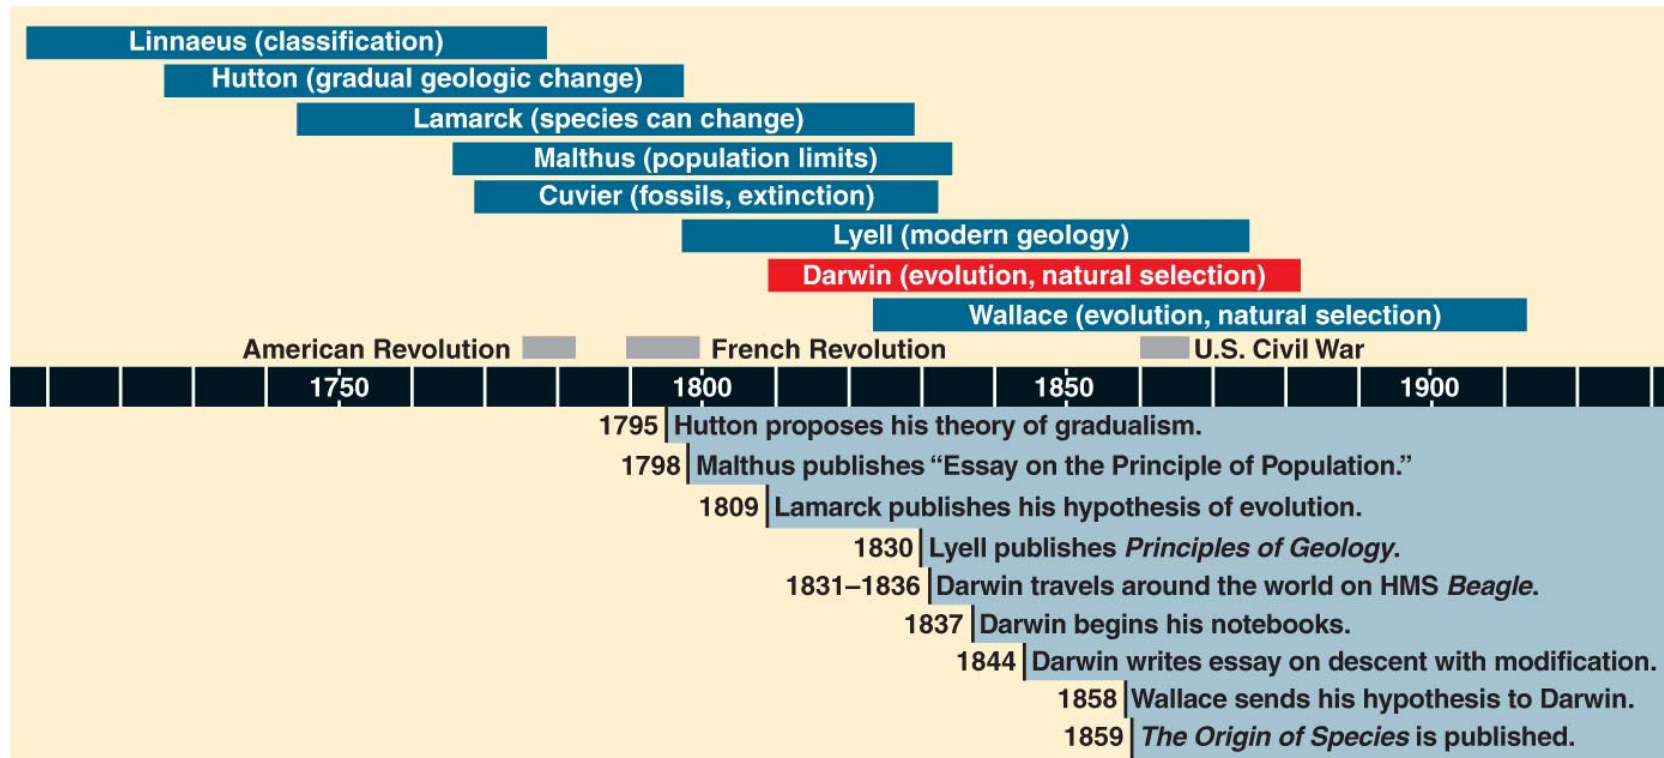 Linnaeus (classification)
Hutton (gradual geologic change)
Lamarck (species can change)
Malthus (population limits)
Cuvier (fossils, extinction)
Lyell (modern geology)
Darwin (evolution, natural selection)
Wallace (evolution, natural selection)
American Revolution French Revolution U.S. Civil War
1750 1800 1850 1900
1795 Hutton proposes his theory of gradualism.
1798 Malthus publishes “Essay on the Principle of Population.”
1809 Lamarck publishes his hypothesis of evolution.
1830 Lyell publishes Principles of Geology.
1831–1836 Darwin travels around the world on HMS Beagle.
1837 Darwin begins his notebooks.
1844 Darwin writes essay on descent with modification.
1858 Wallace sends his hypothesis to Darwin.
1859 The Origin of Species is published.